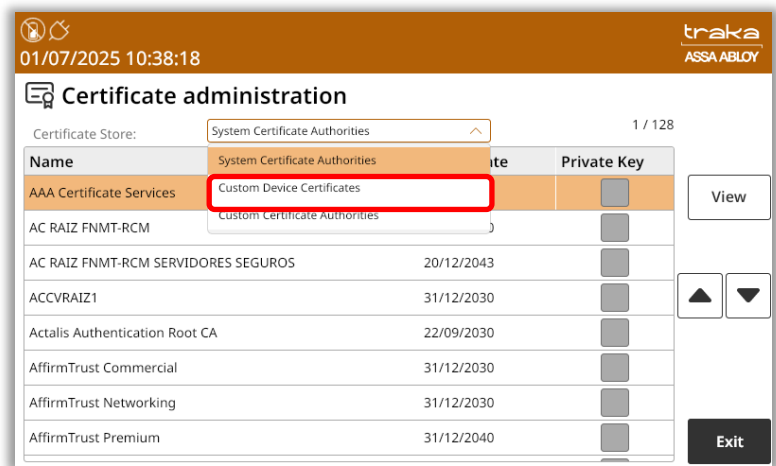 traka
01/07/2025 10:38:18
ASSA ABLOY
Certificate administration
Certificate Store:
System Certificate Authorities
1 / 128
Name
Private Key
System Certificate Authorities
Custom Device Certificates
Custom Certificate Authorities
AAA Certificate Services
View
AC RAIZ FNMT-RCM
AC RAIZ FNMT-RCM SERVIDORES SEGUROS 20/12/2043
ACCVRAIZ1 31/12/2030
Actalis Authentication Root CA 22/09/2030
AffirmTrust Commercial 31/12/2030
AffirmTrust Networking 31/12/2030
AffirmTrust Premium 31/12/2040
Exit